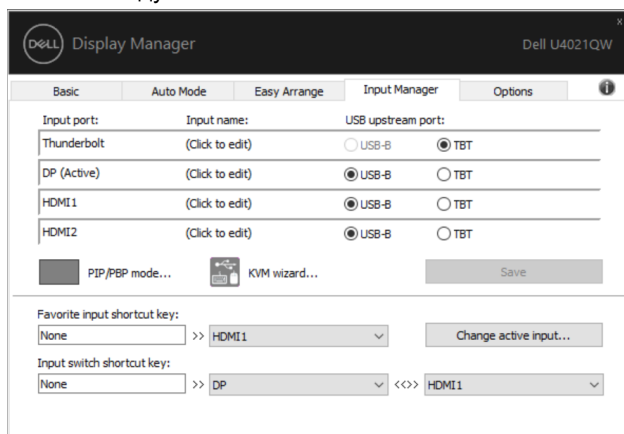 DELL Display Manager Dell U4021QW
Basic Auto Mode Easy Arrange Input Manager Options
Input port: Input name: USB upstream port:
Thunderbolt (Click to edit) USB-B TBT
DP (Active) (Click to edit) USB-B TBT
HDMI1 (Click to edit) USB-B TBT
HDMI2 (Click to edit) USB-B TBT
PIP/PBP mode... KVM wizard... Save
Favorite input shortcut key:
None >> HDMI1 Change active input...
Input switch shortcut key:
None >> DP <<>> HDMI1